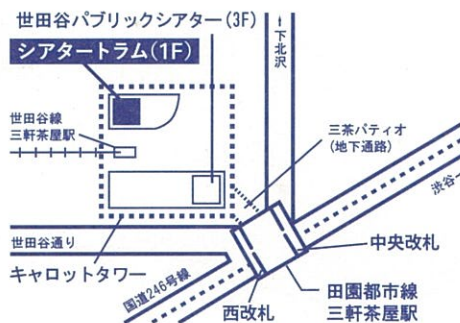 世田谷パブリックシアター(3F)
シアタートラム(1F)
↑下北沢
世田谷線
三軒茶屋駅
三茶パティオ
(地下通路)
渋谷→
世田谷通り
キャロットタワー
国道246号線
中央改札
西改札
田園都市線
三軒茶屋駅